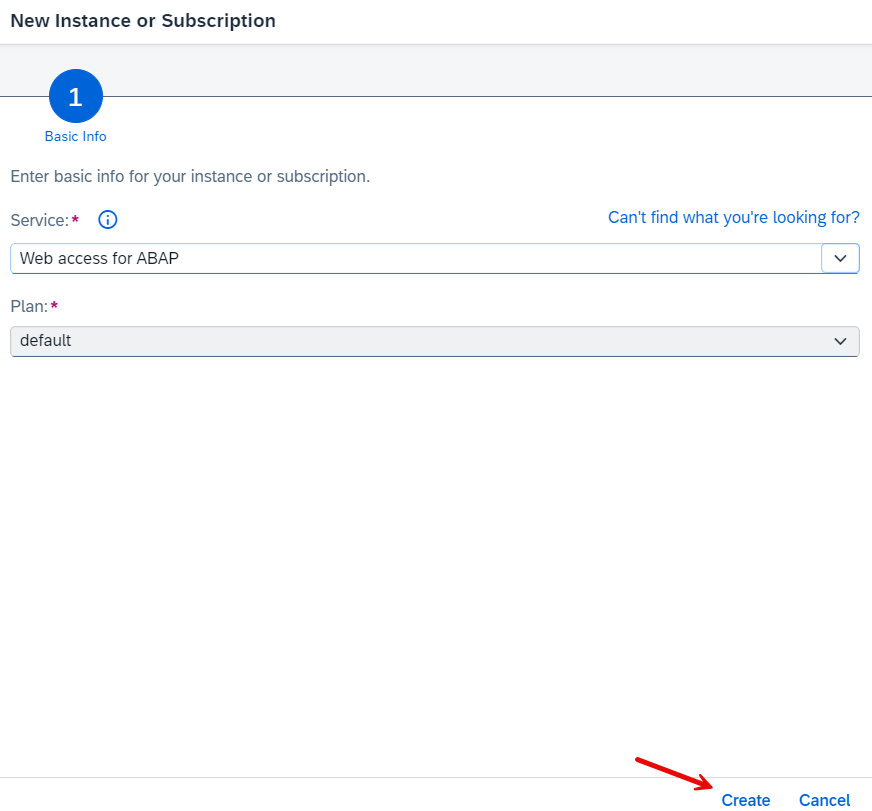 New Instance or Subscription
1
Basic Info
Enter basic info for your instance or subscription.
Service:*
Can't find what you're looking for?
Web access for ABAP
Plan:*
default
Create Cancel